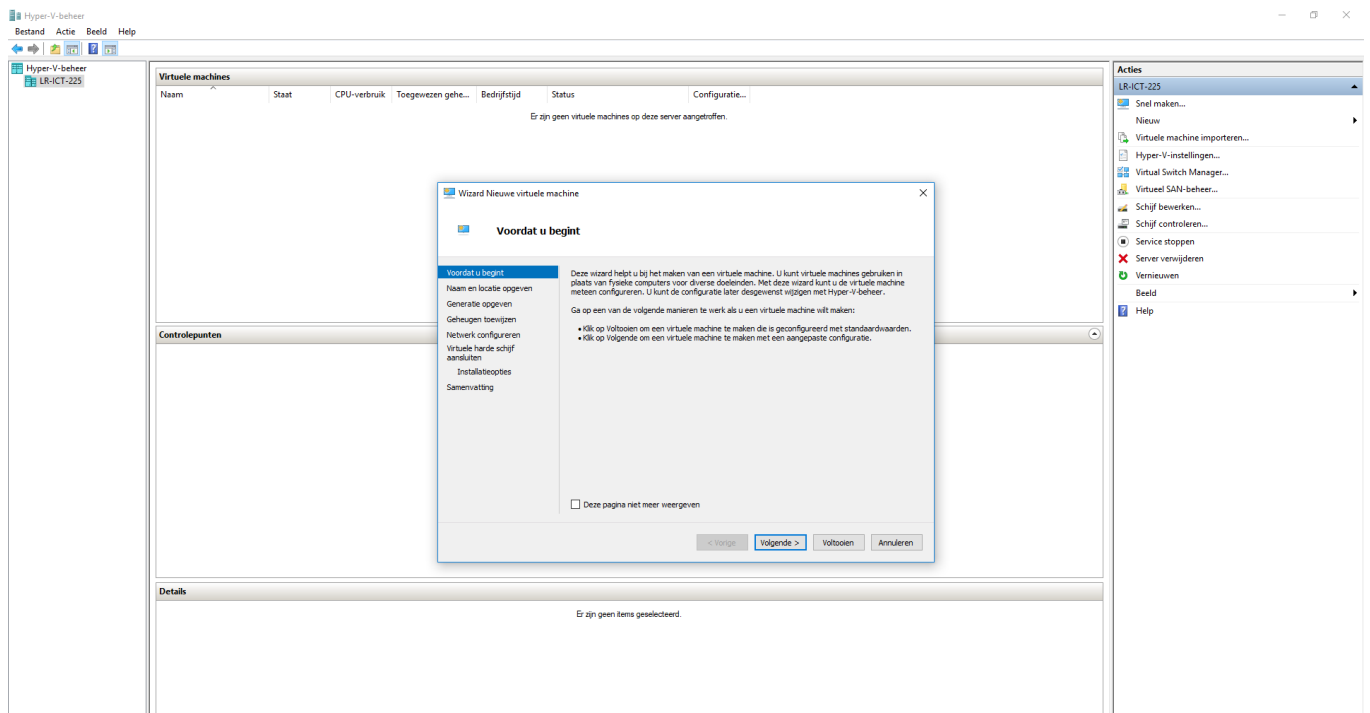 Hyper-V-beheer
Bestand Actie Beeld Help
Hyper-V-beheer
LR-ICT-225
Virtuele machines
Naam Staat CPU-verbruik Toegewezen gehe... Bedrijfstijd Status Configuratie...
Er zijn geen virtuele machines op deze server aangetroffen.
Wizard Nieuwe virtuele machine
Voordat u begint
Voordat u begint
Naam en locatie opgeven
Generatie opgeven
Geheugen toewijzen
Netwerk configureren
Virtuele harde schijf
aansluiten
Installatieopties
Samenvatting
Deze wizard helpt u bij het maken van een virtuele machine. U kunt virtuele machines gebruiken in
plaats van fysieke computers voor diverse doeleinden. Met deze wizard kunt u de virtuele machine
meteen configureren. U kunt de configuratie later desgewenst wijzigen met Hyper-V-beheer.
Ga op een van de volgende manieren te werk als u een virtuele machine wilt maken:
• Klik op Voltooien om een virtuele machine te maken die is geconfigureerd met standaardwaarden.
• Klik op Volgende om een virtuele machine te maken met een aangepaste configuratie.
Deze pagina niet meer weergeven
< Vorige Volgende > Voltooien Annuleren
Controlepunten
Details
Er zijn geen items geselecteerd.
Acties
LR-ICT-225
Snel maken...
Nieuw
Virtuele machine importeren...
Hyper-V-instellingen...
Virtual Switch Manager...
Virtueel SAN-beheer...
Schijf bewerken...
Schijf controleren...
Service stoppen
Server verwijderen
Vernieuwen
Beeld
Help